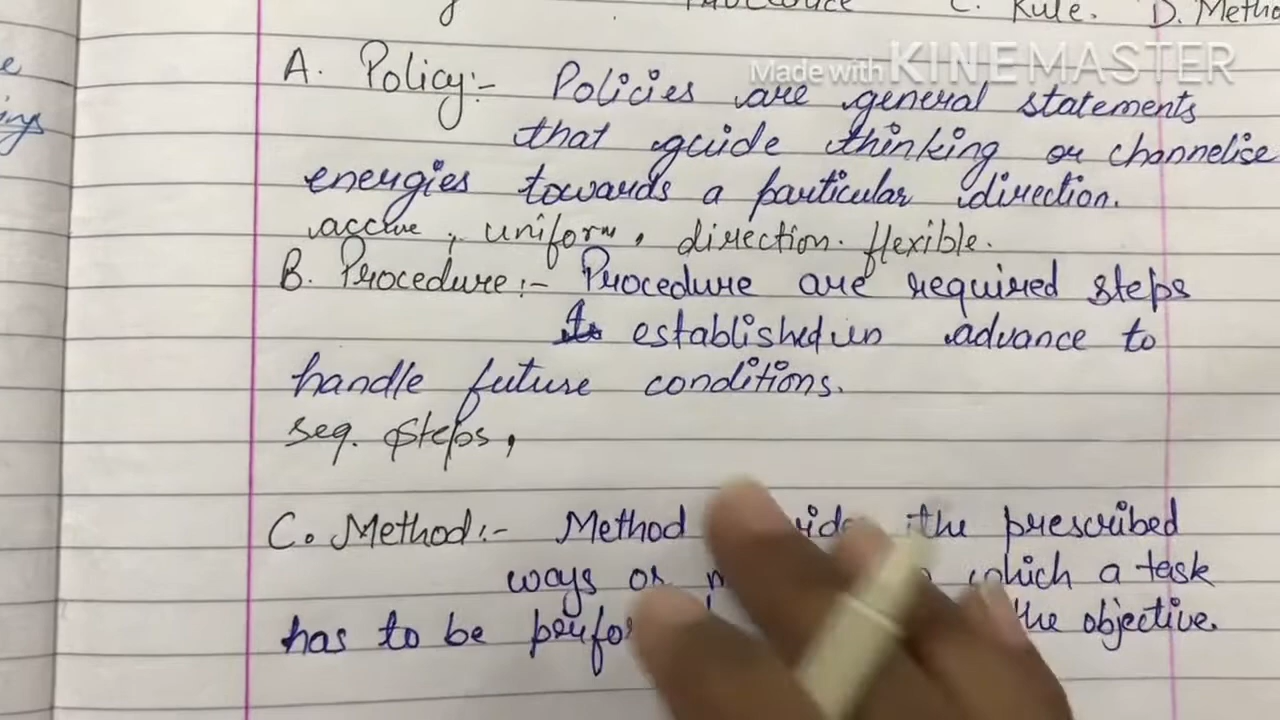 C. Rule. D. Metho
A. Policy:- Policies are general statements
Made with KINEMASTER
that guide thinking or channelise
energies towards a particular direction.
uniform, direction. flexible.
B. Procedure:- Procedure are required steps
established in advance to
handle future conditions.
seq. steps,
C. Method:- Method the prescribed
ways or which a task
has to be the objective.